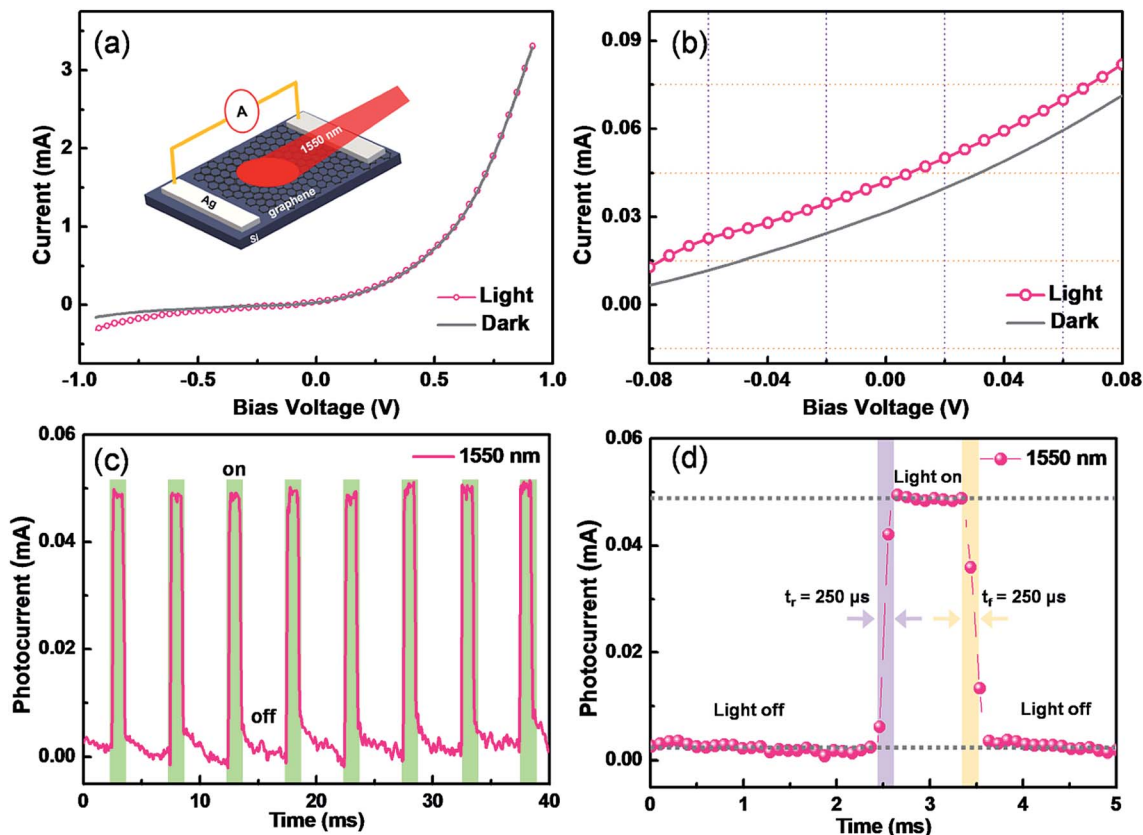 (a)
Current (mA)
3
2
1
0
A
1550 nm
Ag
graphene
Si
Light
Dark
-1.0
-0.5
0.0
0.5
1.0
Bias Voltage (V)
(b)
Current (mA)
0.09
0.06
0.03
0.00
Light
Dark
-0.08
-0.04
0.00
0.04
0.08
Bias Voltage (V)
(c)
Photocurrent (mA)
0.06
0.04
0.02
0.00
on
1550 nm
off
0
10
20
30
40
Time (ms)
(d)
Photocurrent (mA)
0.06
0.04
0.02
0.00
1550 nm
Light on
tr = 250 µs
tf = 250 µs
Light off
Light off
0
1
2
3
4
5
Time (ms)